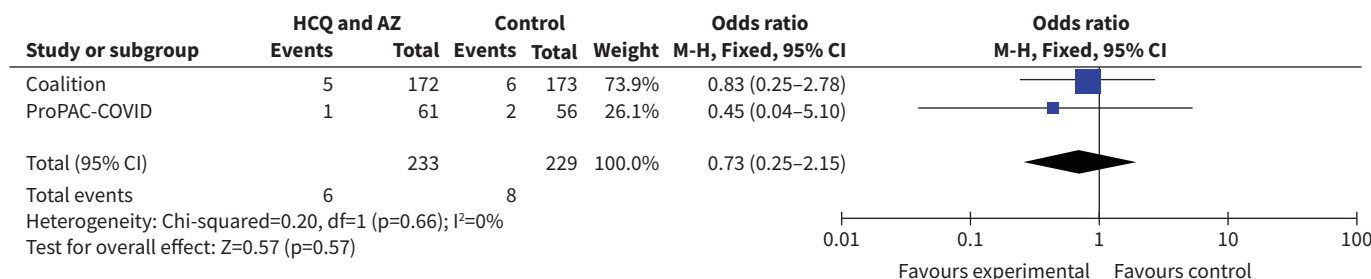 HCQ and AZ Control Odds ratio Odds ratio
Study or subgroup Events Total Events Total Weight M-H, Fixed, 95% CI M-H, Fixed, 95% CI
Coalition 5 172 6 173 73.9% 0.83 (0.25–2.78)
ProPAC-COVID 1 61 2 56 26.1% 0.45 (0.04–5.10)
Total (95% CI) 233 229 100.0% 0.73 (0.25–2.15)
Total events 6 8
Heterogeneity: Chi-squared=0.20, df=1 (p=0.66); I²=0%
Test for overall effect: Z=0.57 (p=0.57)
0.01 0.1 1 10 100
Favours experimental Favours control